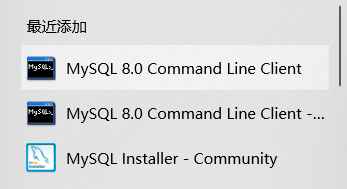 最近添加
MySQL 8.0 Command Line Client
MySQL 8.0 Command Line Client -...
MySQL Installer - Community